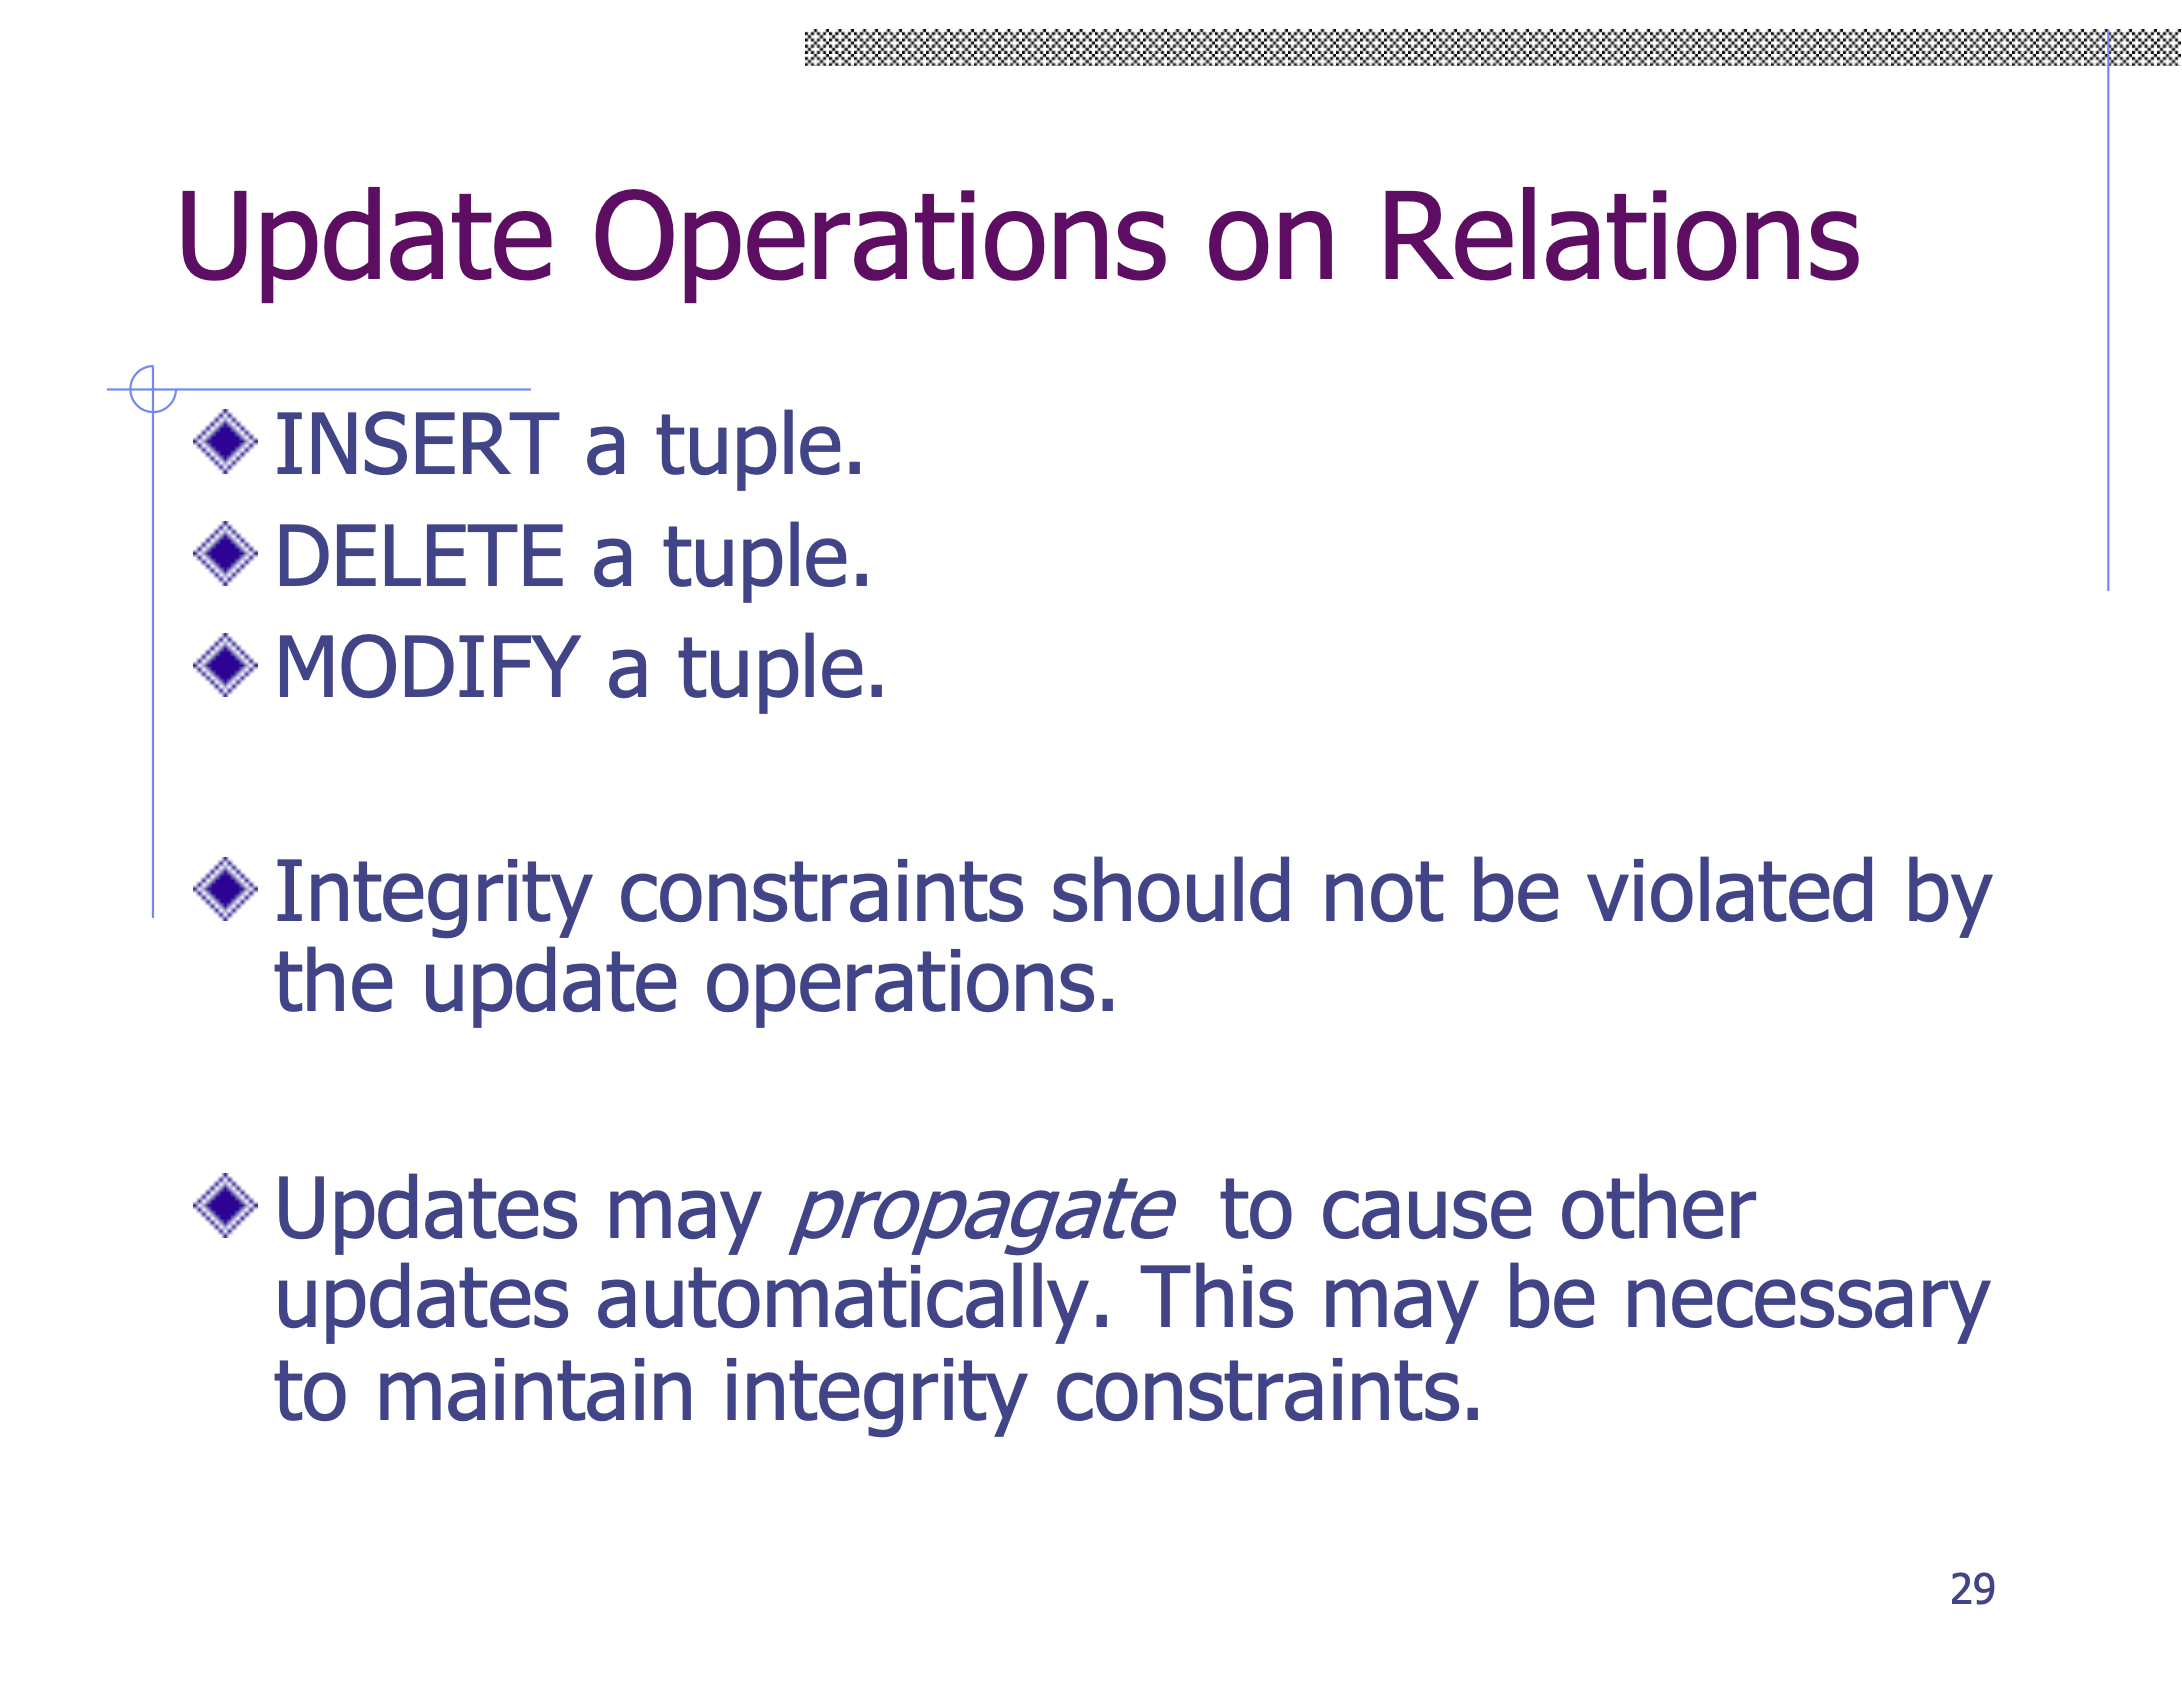 Update Operations on Relations
INSERT a tuple.
DELETE a tuple.
MODIFY a tuple.
Integrity constraints should not be violated by
the update operations.
Updates may propagate to cause other
updates automatically. This may be necessary
to maintain integrity constraints.
29